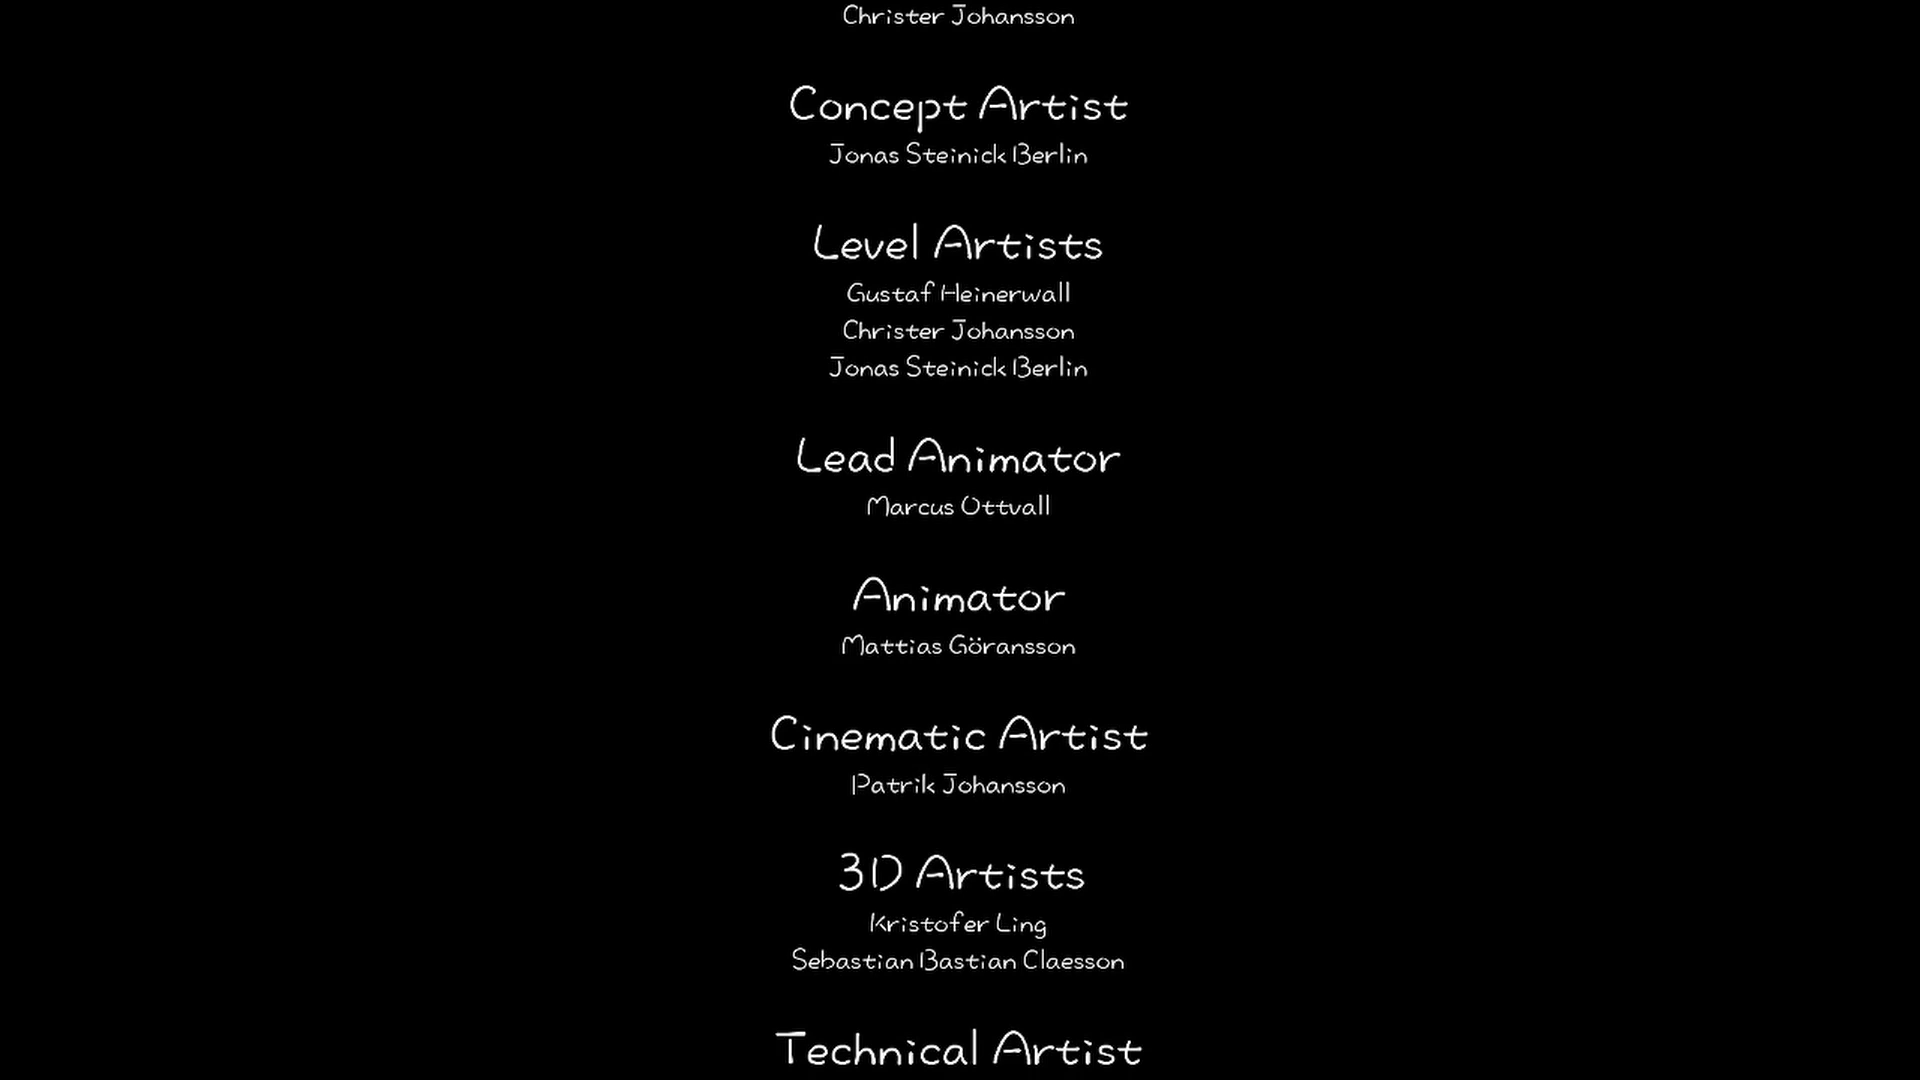 Christer Johansson
Concept Artist
Jonas Steinick Berlin
Level Artists
Gustaf Heinerwall
Christer Johansson
Jonas Steinick Berlin
Lead Animator
Marcus Ottvall
Animator
Mattias Göransson
Cinematic Artist
Patrik Johansson
3D Artists
Kristofer Ling
Sebastian Bastian Claesson
Technical Artist